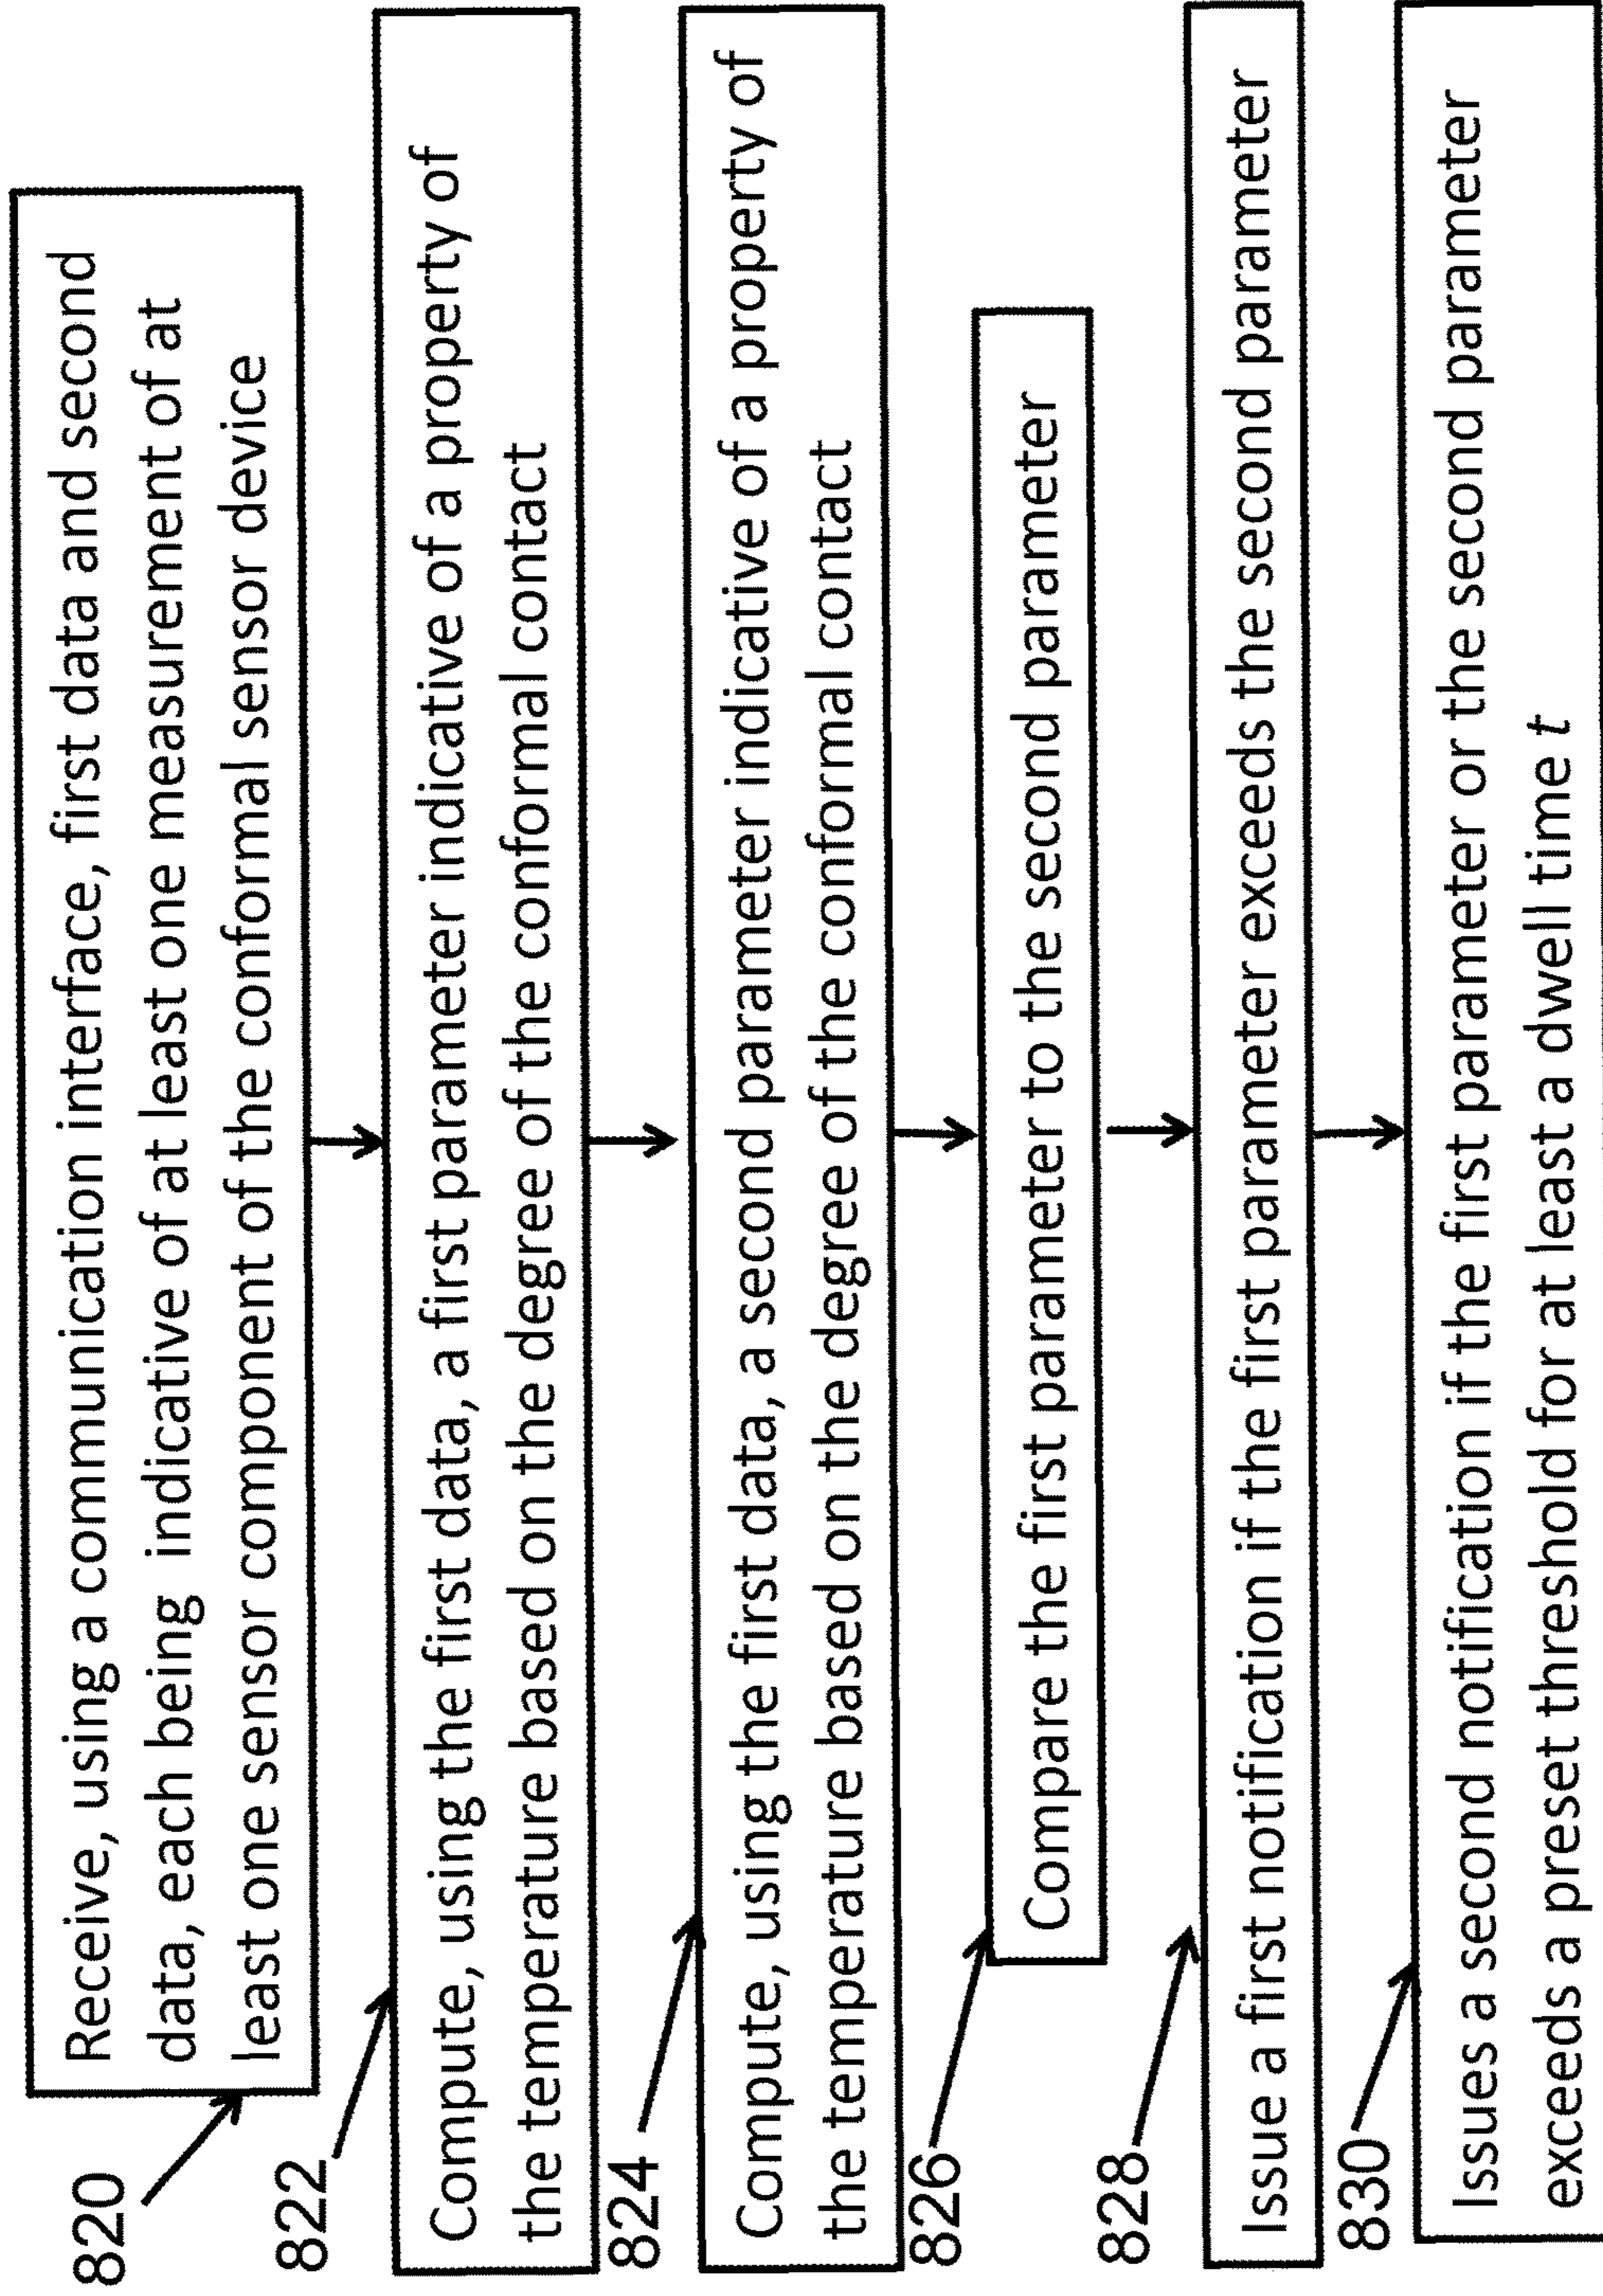 820
Receive, using a communication interface, first data and second
data, each being indicative of at least one measurement of at
least one sensor component of the conformal sensor device
822
Compute, using the first data, a first parameter indicative of a property of
the temperature based on the degree of the conformal contact
824
Compute, using the first data, a second parameter indicative of a property of
the temperature based on the degree of the conformal contact
826
Compare the first parameter to the second parameter
828
Issue a first notification if the first parameter exceeds the second parameter
830
Issues a second notification if the first parameter or the second parameter
exceeds a preset threshold for at least a dwell time t